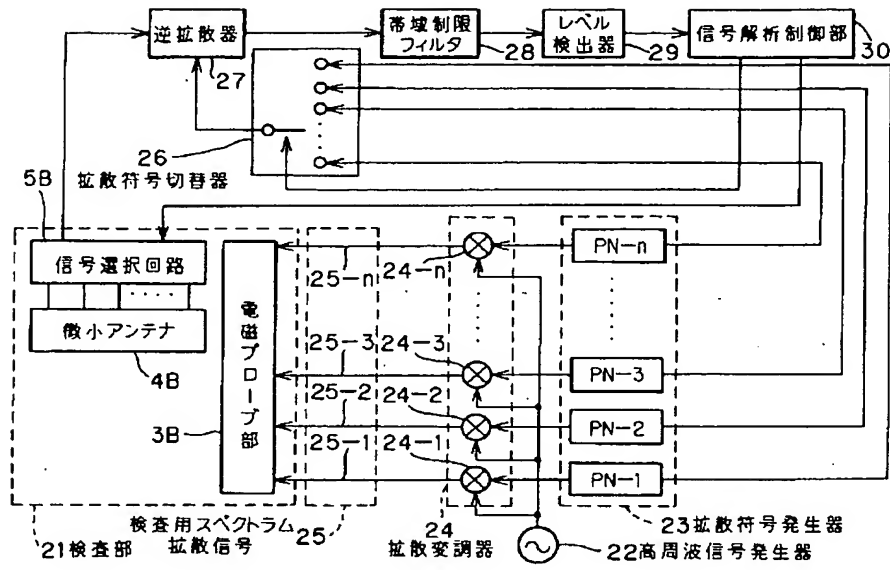 逆拡散器
27
帯域制限
フィルタ
28
レベル
検出器
29
信号解析制御部
30
26
拡散符号切替器
5B
信号選択回路
微小アンテナ
4B
電磁プローブ部
3B
25-n
24-n
PN-n
25-3
24-3
PN-3
25-2
24-2
PN-2
25-1
24-1
PN-1
21検査部
検査用スペクトラム
拡散信号
25
24
拡散変調器
23拡散符号発生器
22高周波信号発生器